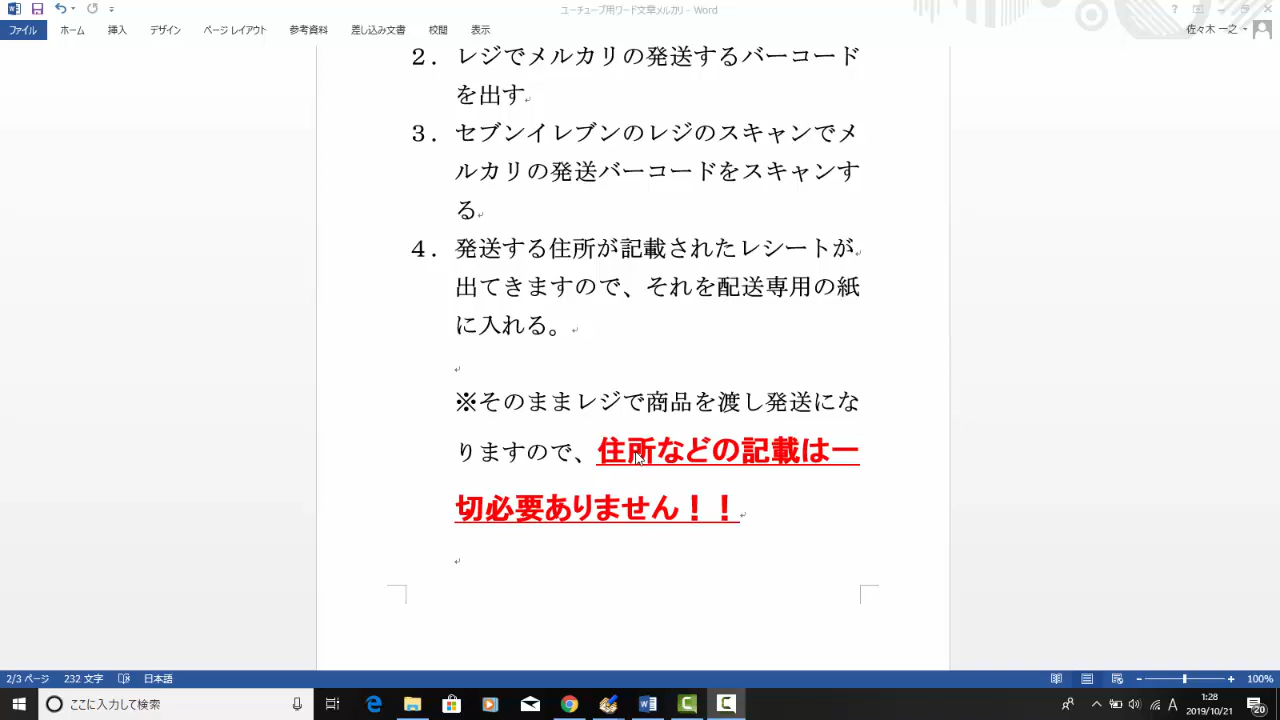 ユーチューブ用ワード文章メルカリ - Word
ファイル ホーム 挿入 デザイン ページ レイアウト 参考資料 差し込み文書 校閲 表示 佐々木 一之
２．レジでメルカリの発送するバーコード
を出す
３．セブンイレブンのレジのスキャンでメ
ルカリの発送バーコードをスキャンす
る
４．発送する住所が記載されたレシートが
出てきますので、それを配送専用の紙
に入れる。
※そのままレジで商品を渡し発送にな
りますので、住所などの記載は一
切必要ありません！！
2/3 ページ 232 文字 日本語 100%
ここに入力して検索 A 1:28
2019/10/21 20